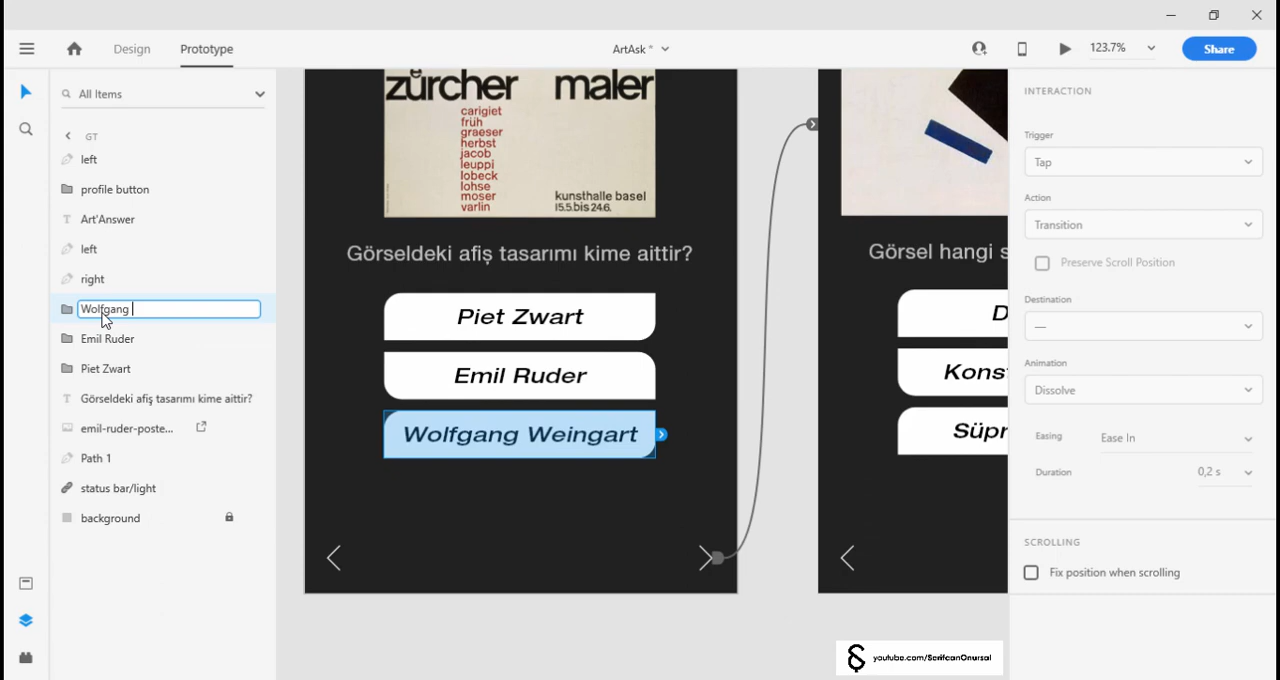 Design
Prototype
ArtAsk *
123.7%
Share
All Items
GT
left
profile button
Art'Answer
left
right
Wolfgang
Emil Ruder
Piet Zwart
Görseldeki afiş tasarımı kime aittir?
emil-ruder-poste...
Path 1
status bar/light
background
zürcher maler
carigiet
früh
graeser
herbst
jacob
leuppi
lobeck
lohse
moser
varlin
kunsthalle basel
15.5.bis 24.6.
Görseldeki afiş tasarımı kime aittir?
Piet Zwart
Emil Ruder
Wolfgang Weingart
Görsel hangi s
D
Kons
Süpr
INTERACTION
Trigger
Tap
Action
Transition
Preserve Scroll Position
Destination
—
Animation
Dissolve
Easing
Ease In
Duration
0,2 s
SCROLLING
Fix position when scrolling
youtube.com/SerifcanOnursal